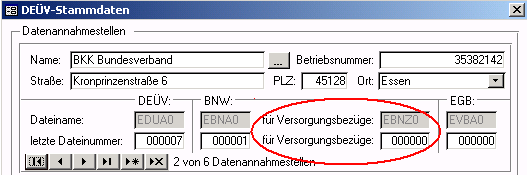 DEÜV-Stammdaten
Datenannahmestellen
Name: BKK Bundesverband ... Betriebsnummer: 35382142
Straße: Kronprinzenstraße 6 PLZ: 45128 Ort: Essen
DEÜV: BNW: EGB:
Dateiname: EDUA0 EBNA0 für Versorgungsbezüge: EBNZ0 EVBA0
letzte Dateinummer: 000007 000001 für Versorgungsbezüge: 000000 000000
2 von 6 Datenannahmestellen